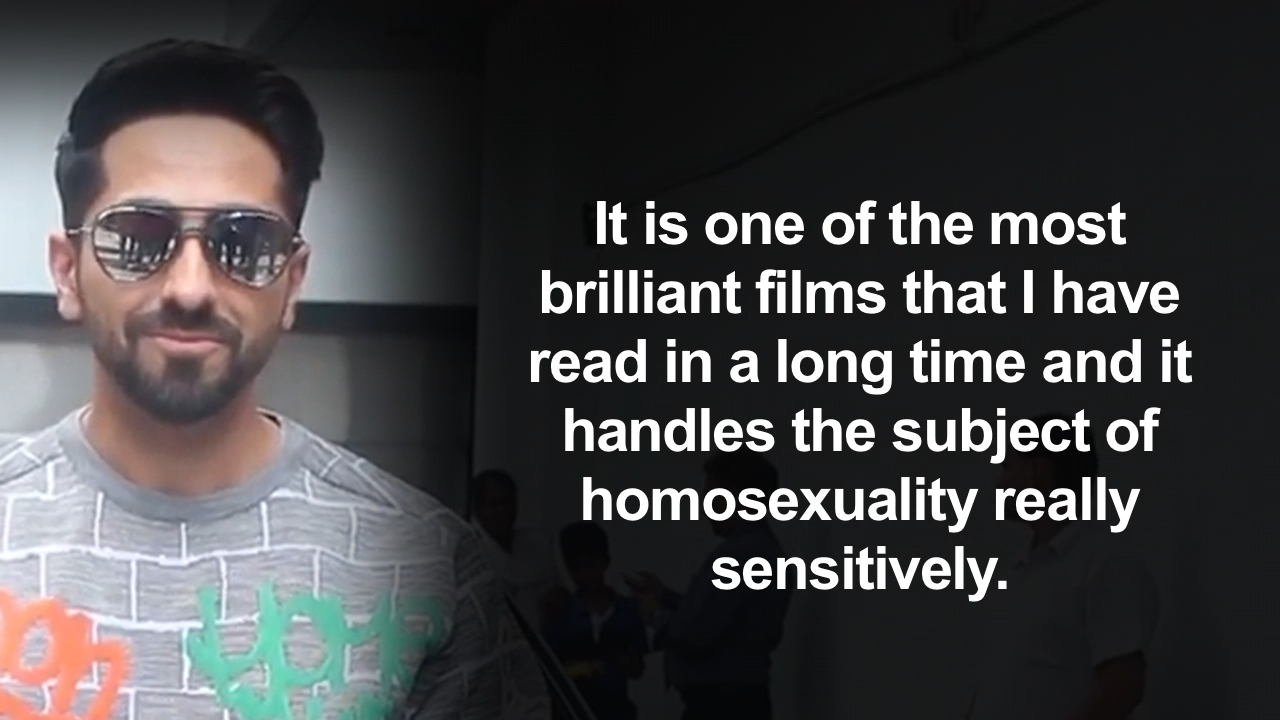 It is one of the most
brilliant films that I have
read in a long time and it
handles the subject of
homosexuality really
sensitively.